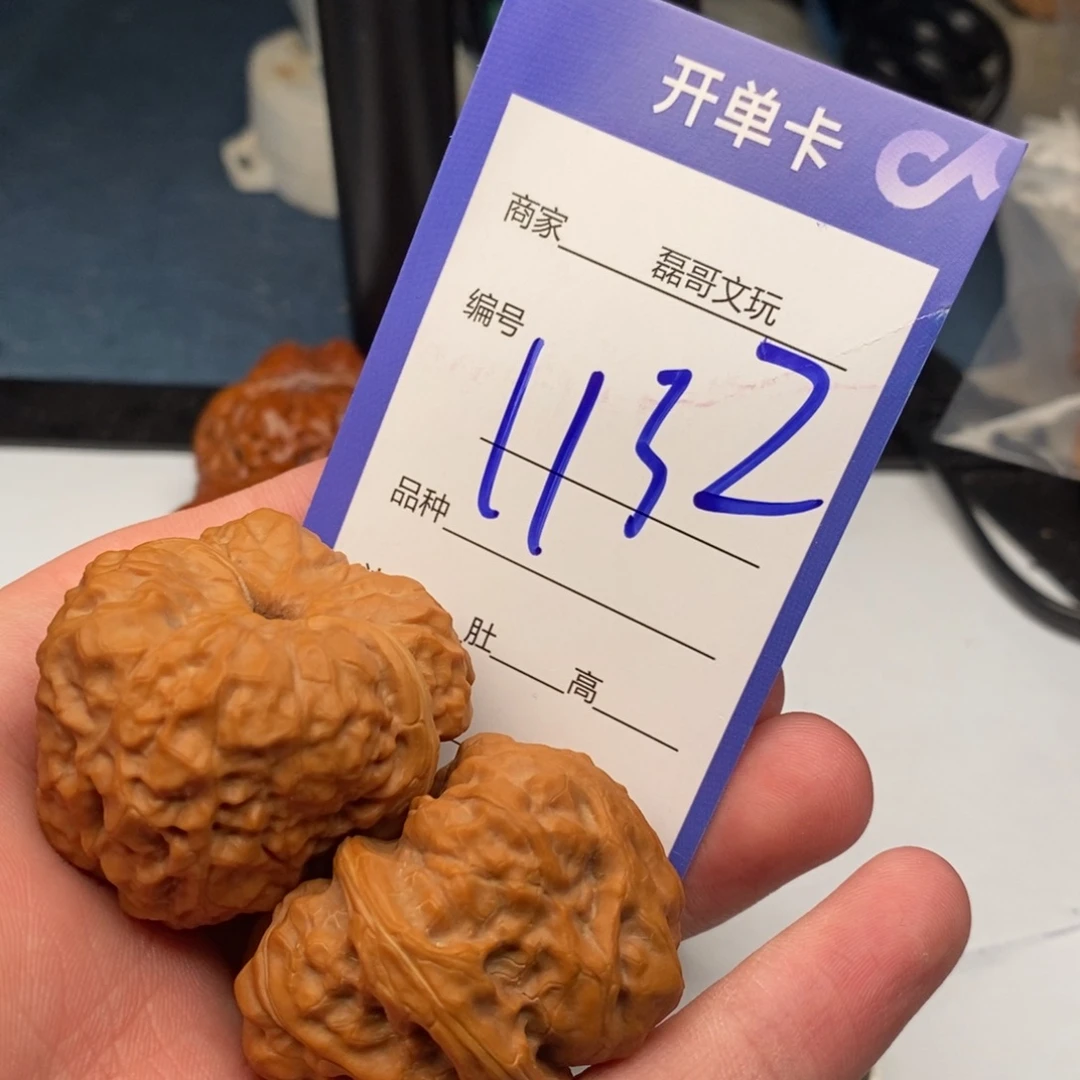 开单卡
商家 磊哥文玩
编号 1132
品种
肚 高